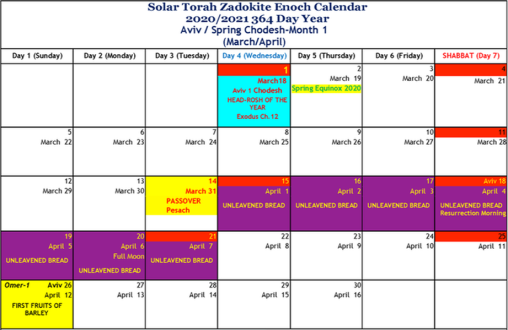 Solar Torah Zadokite Enoch Calendar
2020/2021 364 Day Year
Aviv / Spring Chodesh-Month 1
(March/April)
Day 1 (Sunday) Day 2 (Monday) Day 3 (Tuesday) Day 4 (Wednesday) Day 5 (Thursday) Day 6 (Friday) SHABBAT (Day 7)
1 2 3 4
March18 March 19 March 20 March 21
Aviv 1 Chodesh Spring Equinox 2020
HEAD-ROSH OF THE
YEAR
Exodus Ch. 12
5 6 7 8 9 10 11
March 22 March 23 March 24 March 25 March 26 March 27 March 28
12 13 14 15 16 17 Aviv 18
March 29 March 30 March 31 April 1 April 2 April 3 April 4
PASSOVER UNLEAVENED BREAD UNLEAVENED BREAD UNLEAVENED BREAD UNLEAVENED BREAD
Pesach Resurrection Morning
19 20 21 22 23 24 25
April 5 April 6 April 7 April 8 April 9 April 10 April 11
Full Moon
UNLEAVENED BREAD UNLEAVENED BREAD UNLEAVENED BREAD
Omer-1 Aviv 26 27 28 29 30
April 12 April 13 April 14 April 15 April 16
FIRST FRUITS OF
BARLEY